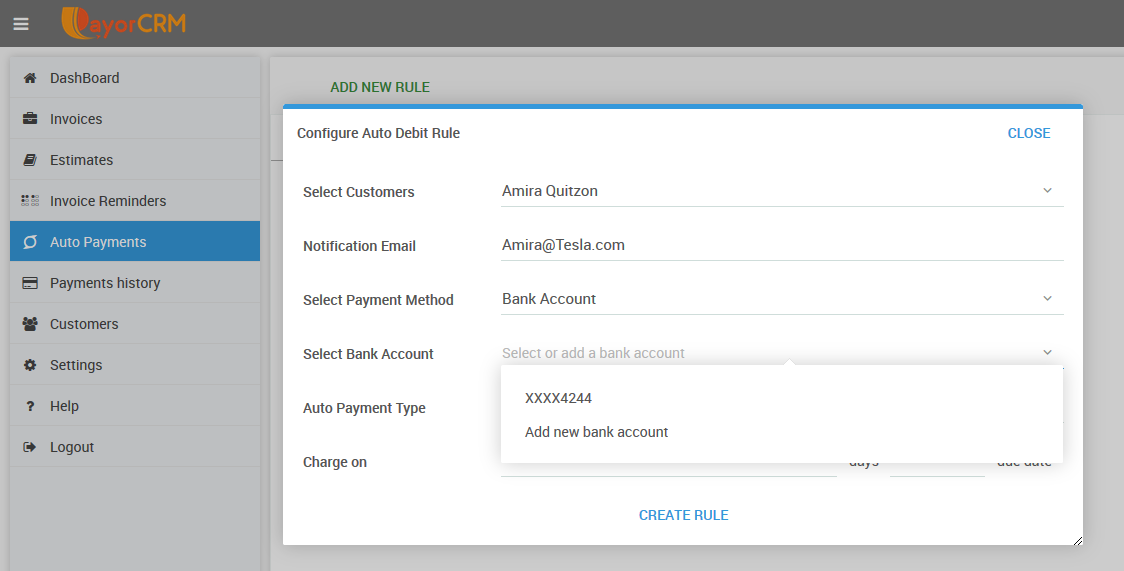 PayorCRM
DashBoard
Invoices
Estimates
Invoice Reminders
Auto Payments
Payments history
Customers
Settings
Help
Logout
ADD NEW RULE
Configure Auto Debit Rule CLOSE
Select Customers Amira Quitzon
Notification Email Amira@Tesla.com
Select Payment Method Bank Account
Select Bank Account Select or add a bank account
XXXX4244
Add new bank account
Auto Payment Type
Charge on days due date
CREATE RULE